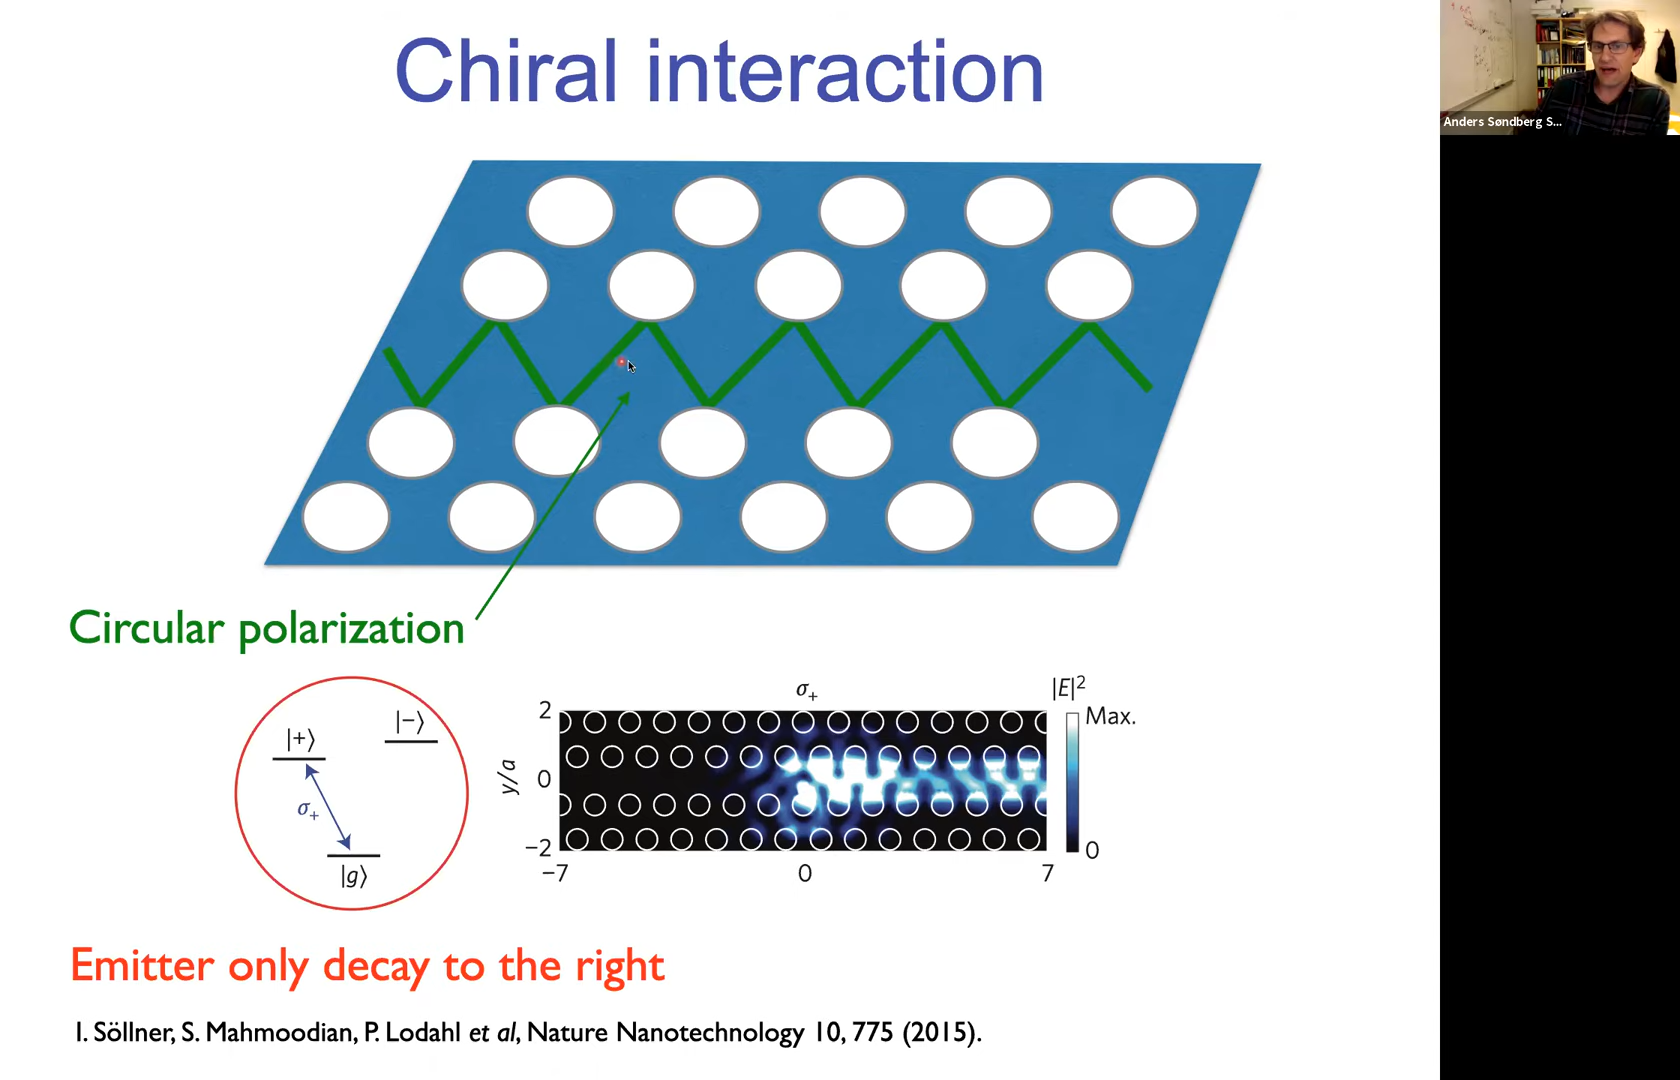 Chiral interaction
Anders Søndberg S...
Circular polarization
|+⟩
|−⟩
σ+
|g⟩
σ+
|E|²
2
0
−2
y/a
−7
0
7
Max.
0
Emitter only decay to the right
I. Söllner, S. Mahmoodian, P. Lodahl et al, Nature Nanotechnology 10, 775 (2015).